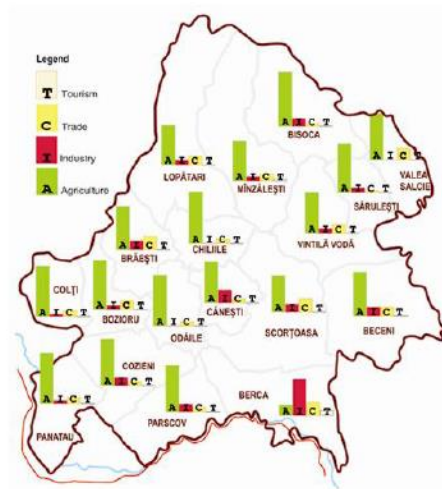 Legend
T Tourism
C Trade
I Industry
A Agriculture
A I C T
BISOCA
A I C T
VALEA
SALCIE
A I C T
LOPĂTARI
A I C T
MÎNZĂLEȘTI
A I C T
SĂRULEȘTI
A I C T
BRĂEȘTI
A I C T
CHILIILE
A I C T
VINTILĂ VODĂ
COLȚI
A I C T
A I C T
BOZIORU
A I C T
ODĂILE
A I C T
CĂNEȘTI
A I C T
SCORȚOASA
A I C T
BECENI
A I C T
PANATAU
COZIENI
A I C T
A I C T
PARSCOV
BERCA
A I C T